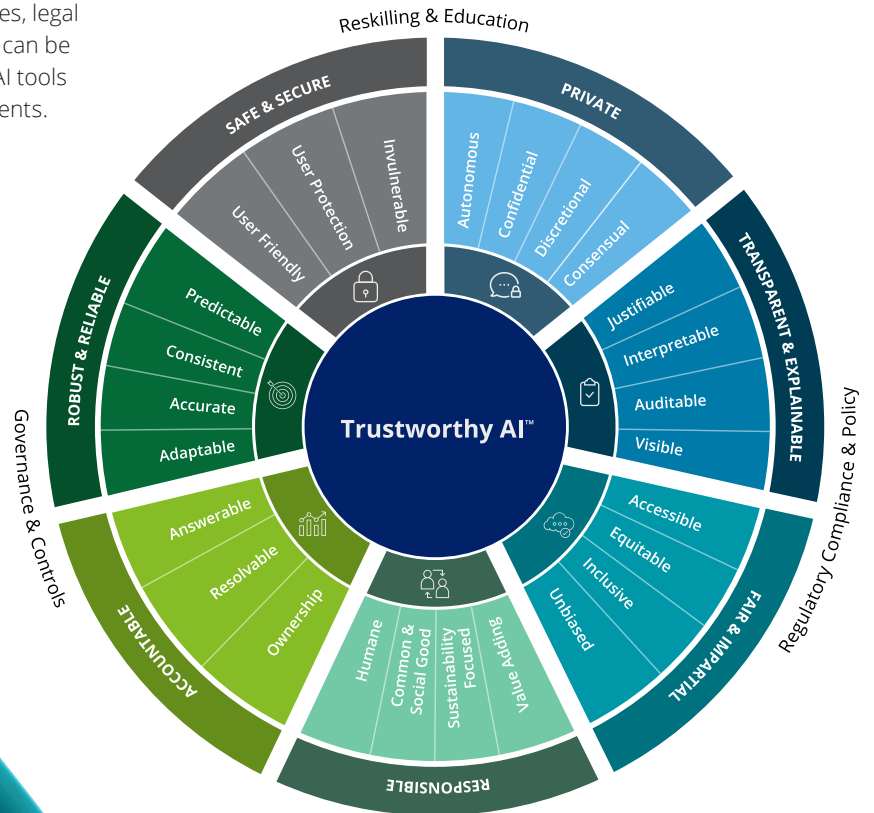 es, legal
can be
AI tools
ents.
Reskilling & Education
SAFE & SECURE
User Friendly
User Protection
Invulnerable
PRIVATE
Autonomous
Confidential
Discretional
Consensual
TRANSPARENT & EXPLAINABLE
Justifiable
Interpretable
Auditable
Visible
Regulatory Compliance & Policy
FAIR & IMPARTIAL
Accessible
Equitable
Inclusive
Unbiased
RESPONSIBLE
Humane
Common &
Social Good
Sustainability
Focused
Value Adding
ACCOUNTABLE
Answerable
Resolvable
Ownership
Governance & Controls
ROBUST & RELIABLE
Predictable
Consistent
Accurate
Adaptable
Trustworthy AI™